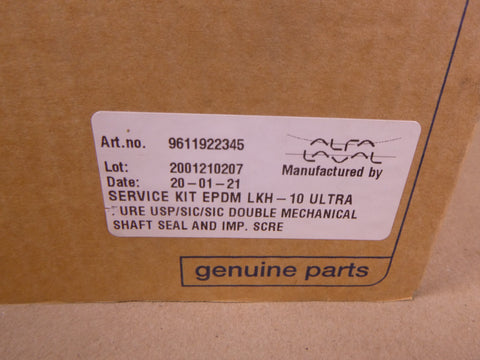 Art.no. 9611922345
ALFA
LAVAL
Lot: 2001210207
Manufactured by
Date: 20-01-21
SERVICE KIT EPDM LKH-10 ULTRA
URE USP/SIC/SIC DOUBLE MECHANICAL
SHAFT SEAL AND IMP. SCRE
genuine parts